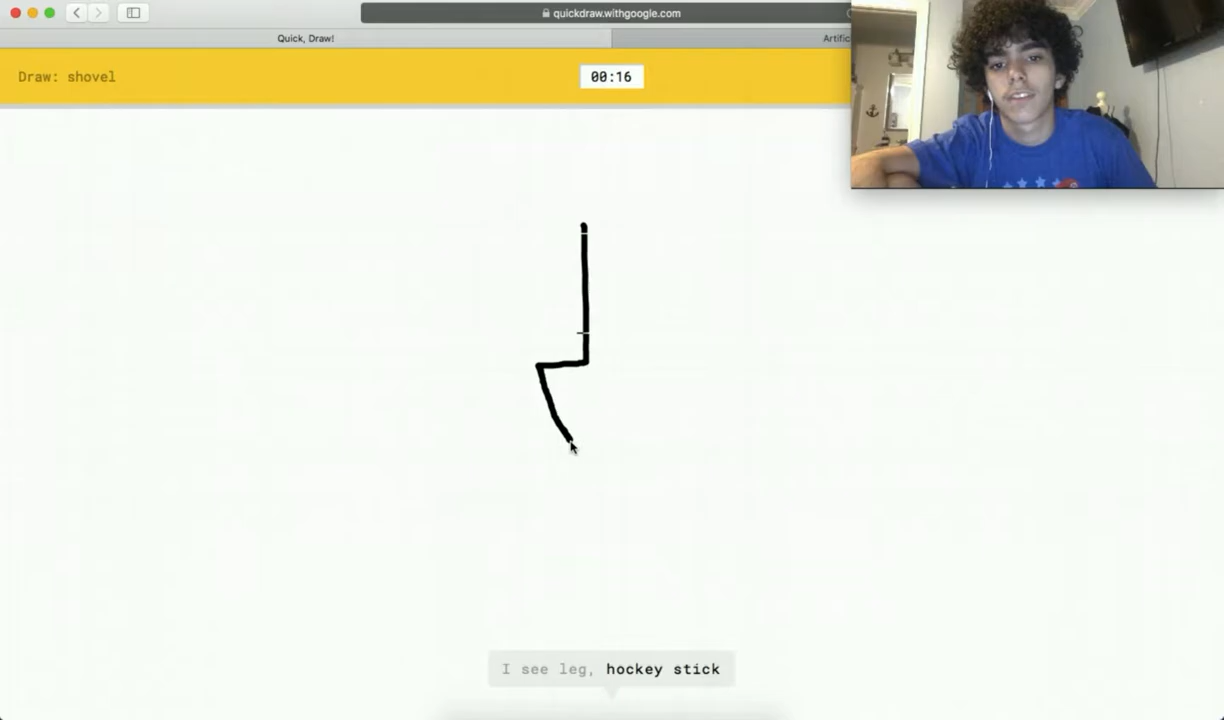 quickdraw.withgoogle.com
Quick, Draw!
Artific
Draw: shovel
00:16
I see leg, hockey stick